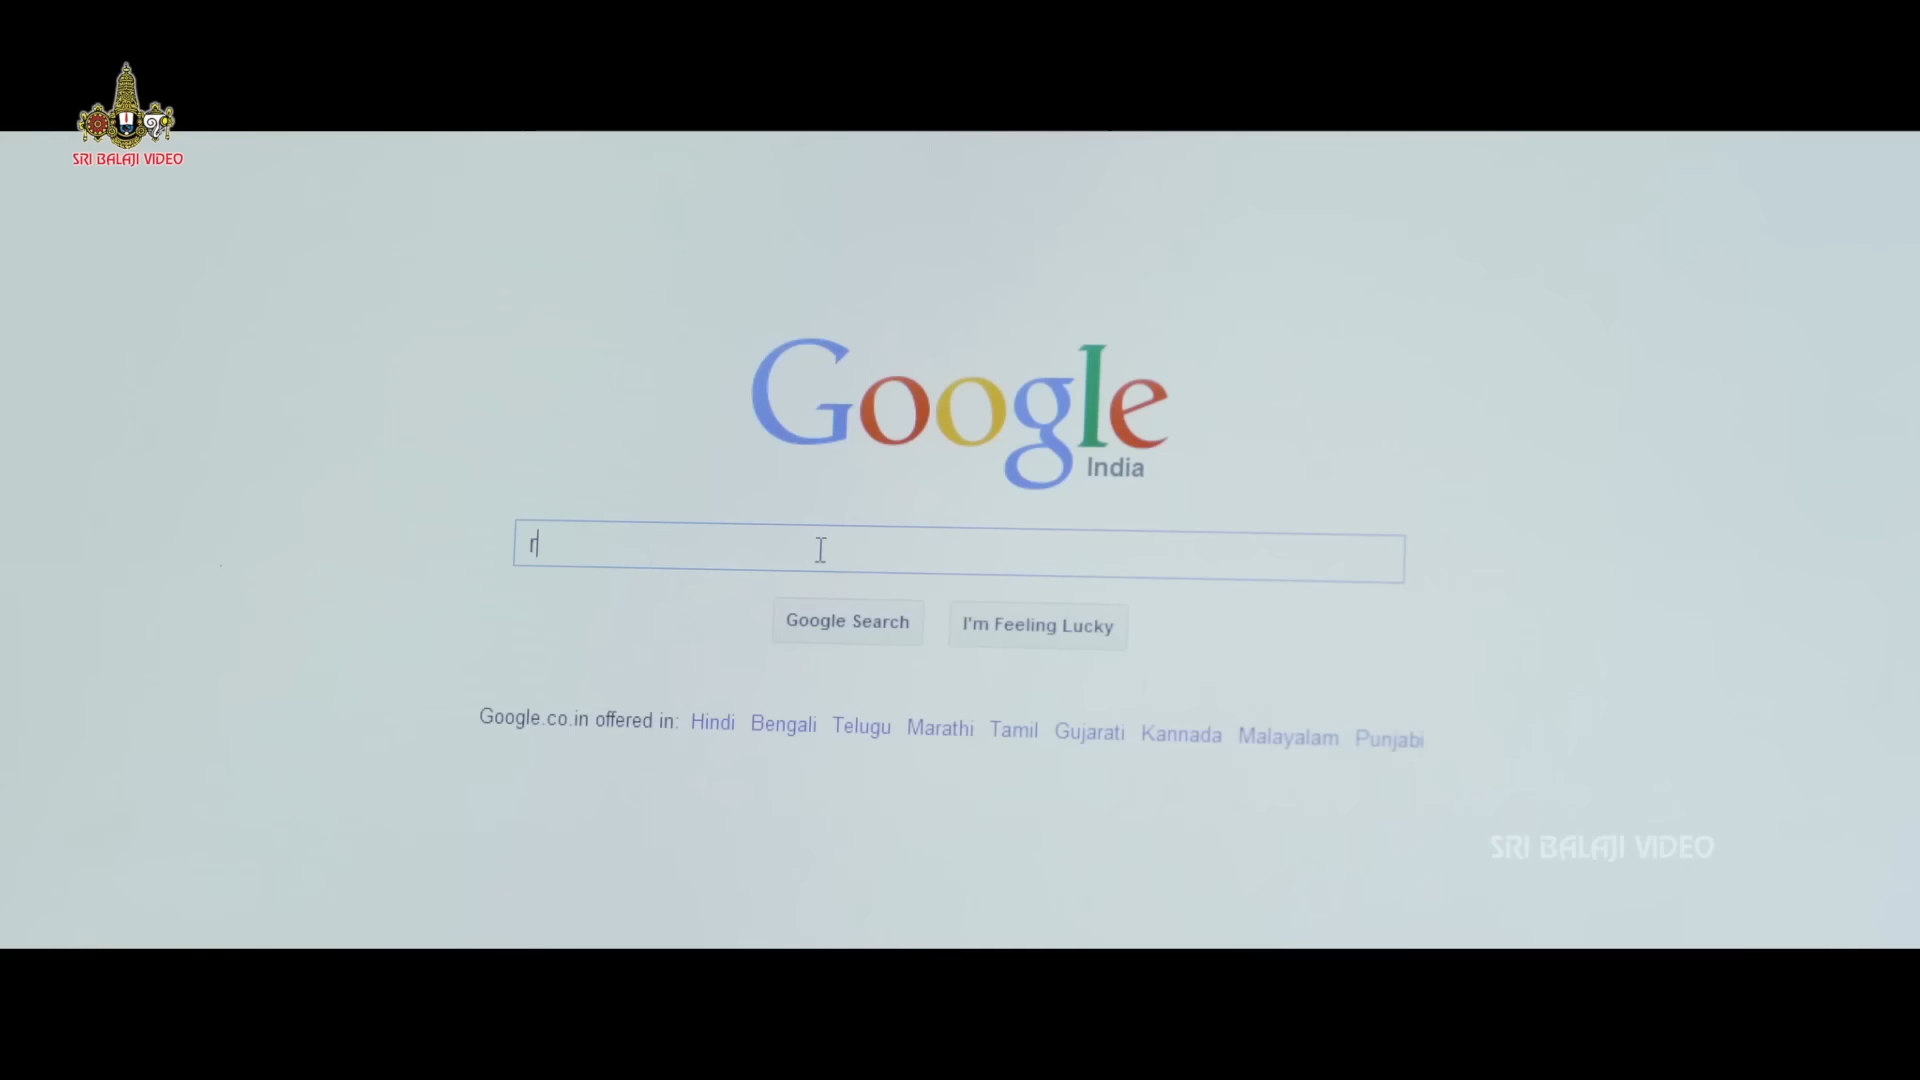 SRI BALAJI VIDEO
Google
India
r
Google Search
I'm Feeling Lucky
Google.co.in offered in: Hindi Bengali Telugu Marathi Tamil Gujarati Kannada Malayalam Punjabi
SRI BALAJI VIDEO